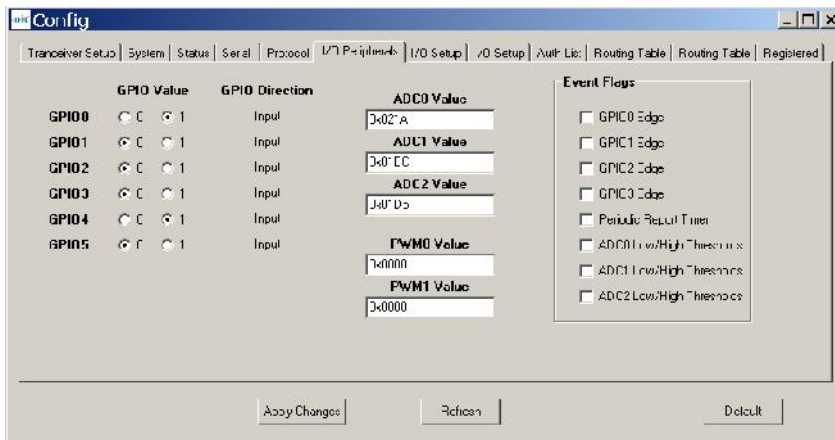 Config
Tranceiver Setup System Status Serial Protocol I/O Peripherals I/O Setup I/O Setup Auth List Routing Table Routing Table Registered
GPIO Value GPIO Direction
GPIO0 0 1 Input
GPIO1 0 1 Input
GPIO2 0 1 Input
GPIO3 0 1 Input
GPIO4 0 1 Input
GPIO5 0 1 Input
ADC0 Value
0x021A
ADC1 Value
ADC2 Value
PWM0 Value
0x0000
PWM1 Value
0x0000
Event Flags
GPIO0 Edge
GPIO1 Edge
GPIO2 Edge
GPIO3 Edge
Periodic Report Timer
ADC0 Low/High Thresholds
ADC1 Low/High Thresholds
ADC2 Low/High Thresholds
Apply Changes Refresh Default